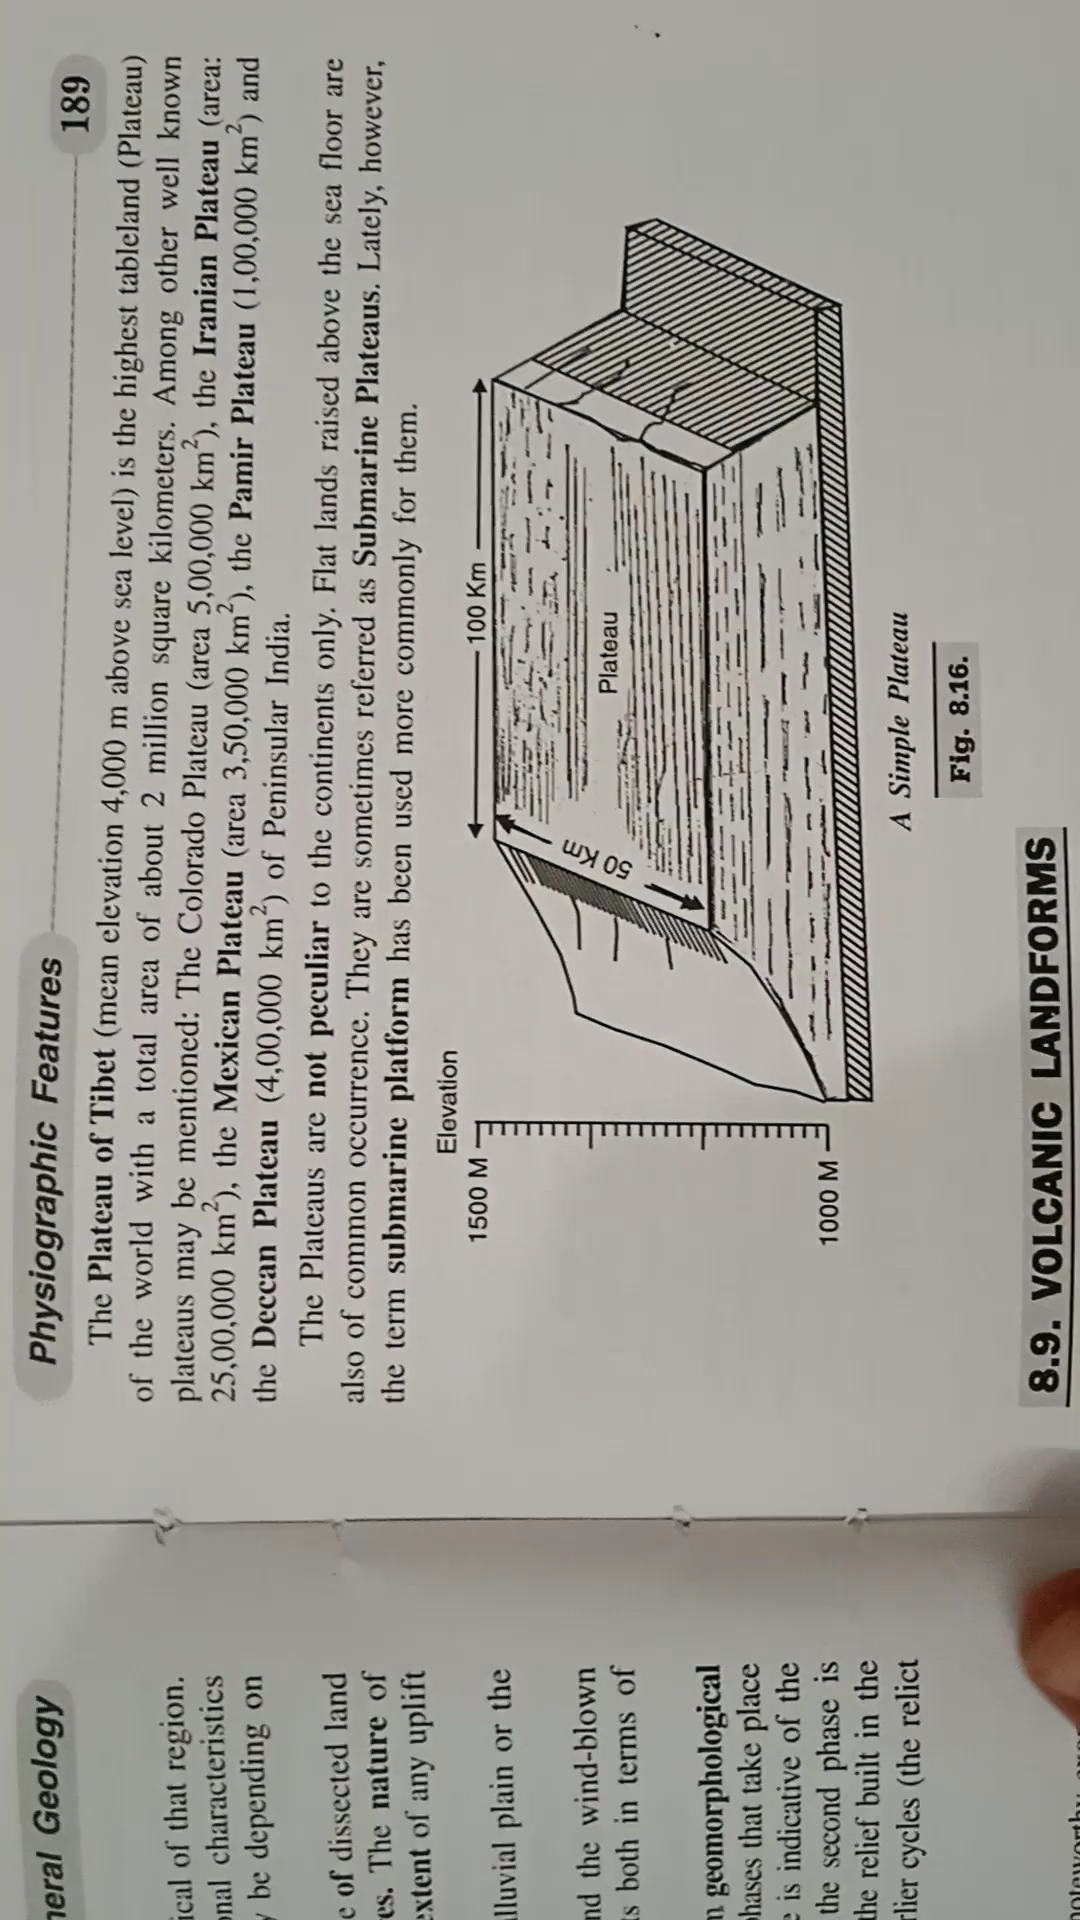 Physiographic Features 189
The Plateau of Tibet (mean elevation 4,000 m above sea level) is the highest tableland (Plateau)
of the world with a total area of about 2 million square kilometers. Among other well known
plateaus may be mentioned: The Colorado Plateau (area 5,00,000 km²), the Iranian Plateau (area:
25,00,000 km²), the Mexican Plateau (area 3,50,000 km²), the Pamir Plateau (1,00,000 km²) and
the Deccan Plateau (4,00,000 km²) of Peninsular India.
The Plateaus are not peculiar to the continents only. Flat lands raised above the sea floor are
also of common occurrence. They are sometimes referred as Submarine Plateaus. Lately, however,
the term submarine platform has been used more commonly for them.
Elevation
1500 M
100 Km
50 Km
Plateau
1000 M
A Simple Plateau
Fig. 8.16.
8.9. VOLCANIC LANDFORMS
Geology
of that region.
characteristics
be depending on
of dissected land
The nature of
extent of any uplift
plain or the
the wind-blown
both in terms of
geomorphological
that take place
is indicative of the
the second phase is
the relief built in the
cycles (the relict